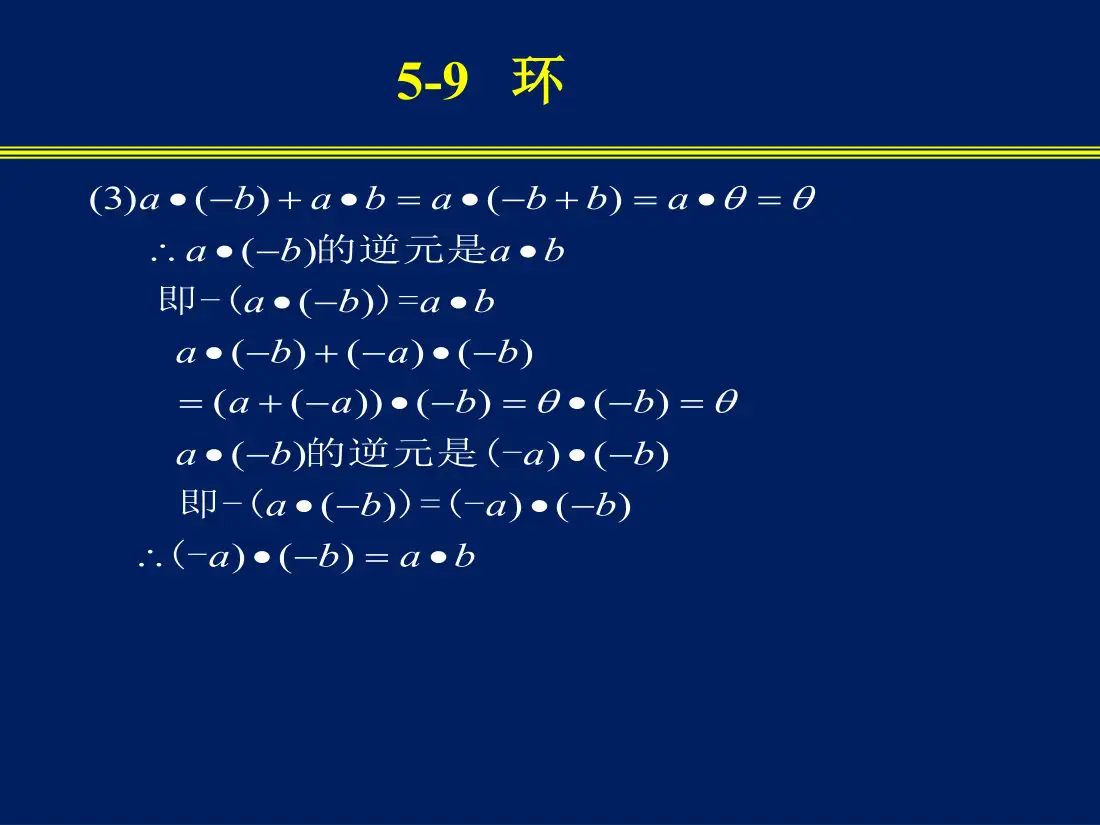 5-9 环
(3)a•(−b)+a•b=a•(−b+b)=a•θ=θ
∴a•(−b)的逆元是a•b
即-(a•(−b))=a•b
a•(−b)+(−a)•(−b)
=(a+(−a))•(−b)=θ•(−b)=θ
a•(−b)的逆元是(-a)•(−b)
即-(a•(−b))=(-a)•(−b)
∴(-a)•(−b)=a•b